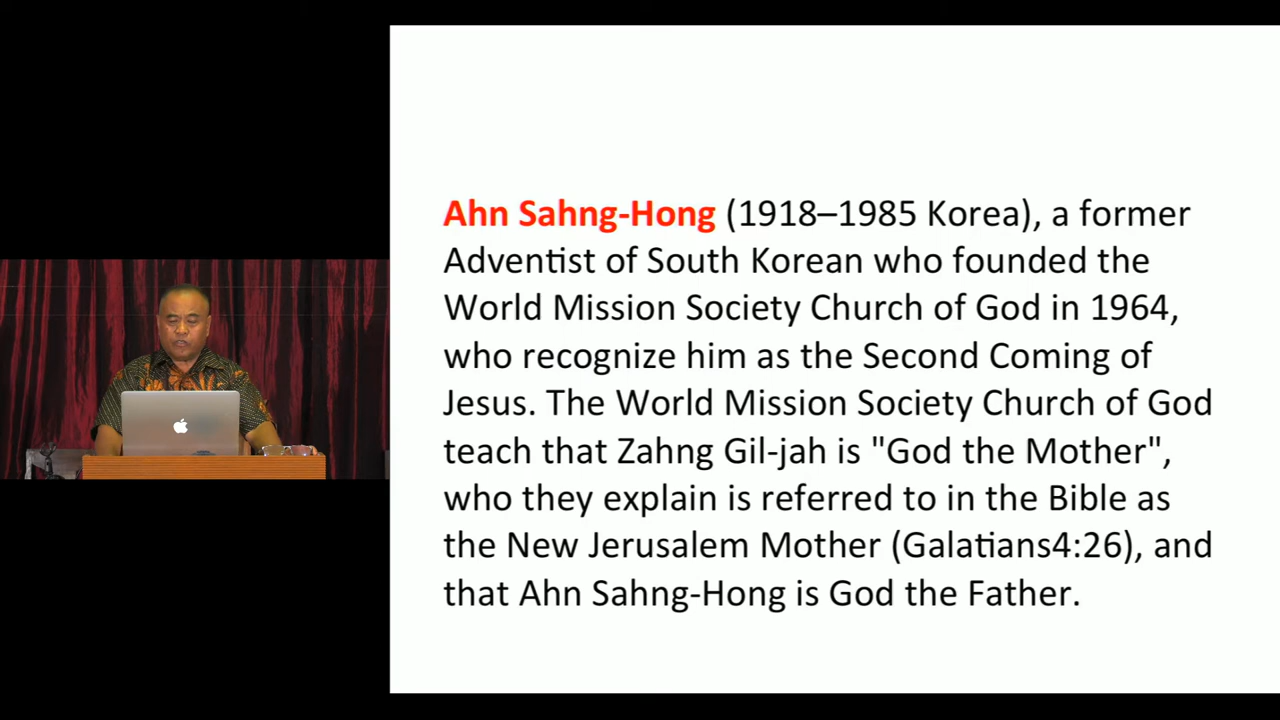 Ahn Sahng-Hong (1918–1985 Korea), a former
Adventist of South Korean who founded the
World Mission Society Church of God in 1964,
who recognize him as the Second Coming of
Jesus. The World Mission Society Church of God
teach that Zahng Gil-jah is "God the Mother",
who they explain is referred to in the Bible as
the New Jerusalem Mother (Galatians4:26), and
that Ahn Sahng-Hong is God the Father.